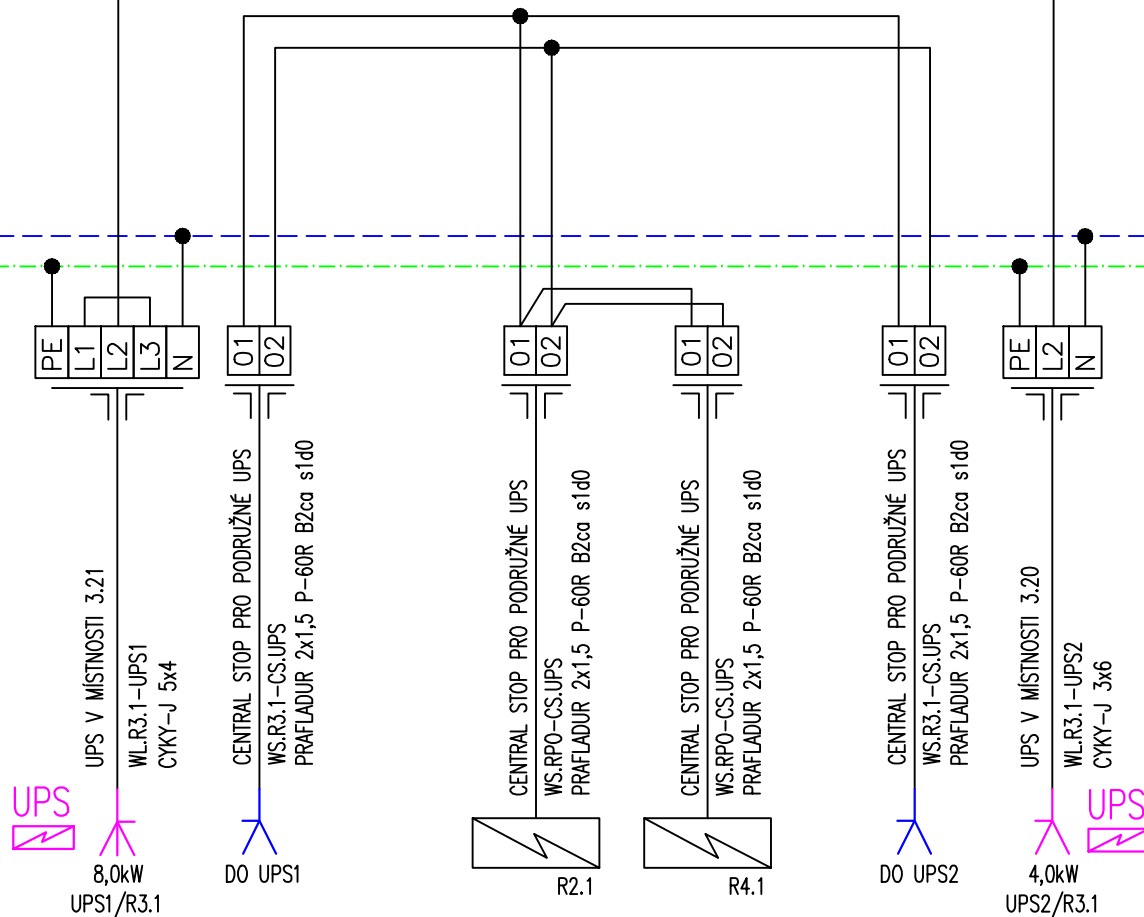 PE L1 L2 L3 N
O1 O2
O1 O2
O1 O2
O1 O2
PE L2 N
UPS V MÍSTNOSTI 3.21
WL.R3.1-UPS1
CYKY-J 5x4
CENTRAL STOP PRO PODRUŽNÉ UPS
WS.R3.1-CS.UPS
PRAFLADUR 2x1,5 P-60R B2ca s1d0
CENTRAL STOP PRO PODRUŽNÉ UPS
WS.RPO-CS.UPS
PRAFLADUR 2x1,5 P-60R B2ca s1d0
CENTRAL STOP PRO PODRUŽNÉ UPS
WS.RPO-CS.UPS
PRAFLADUR 2x1,5 P-60R B2ca s1d0
CENTRAL STOP PRO PODRUŽNÉ UPS
WS.R3.1-CS.UPS
PRAFLADUR 2x1,5 P-60R B2ca s1d0
UPS V MÍSTNOSTI 3.20
WL.R3.1-UPS2
CYKY-J 3x6
UPS
8,0kW
UPS1/R3.1
DO UPS1
R2.1
R4.1
DO UPS2
4,0kW
UPS2/R3.1
UPS